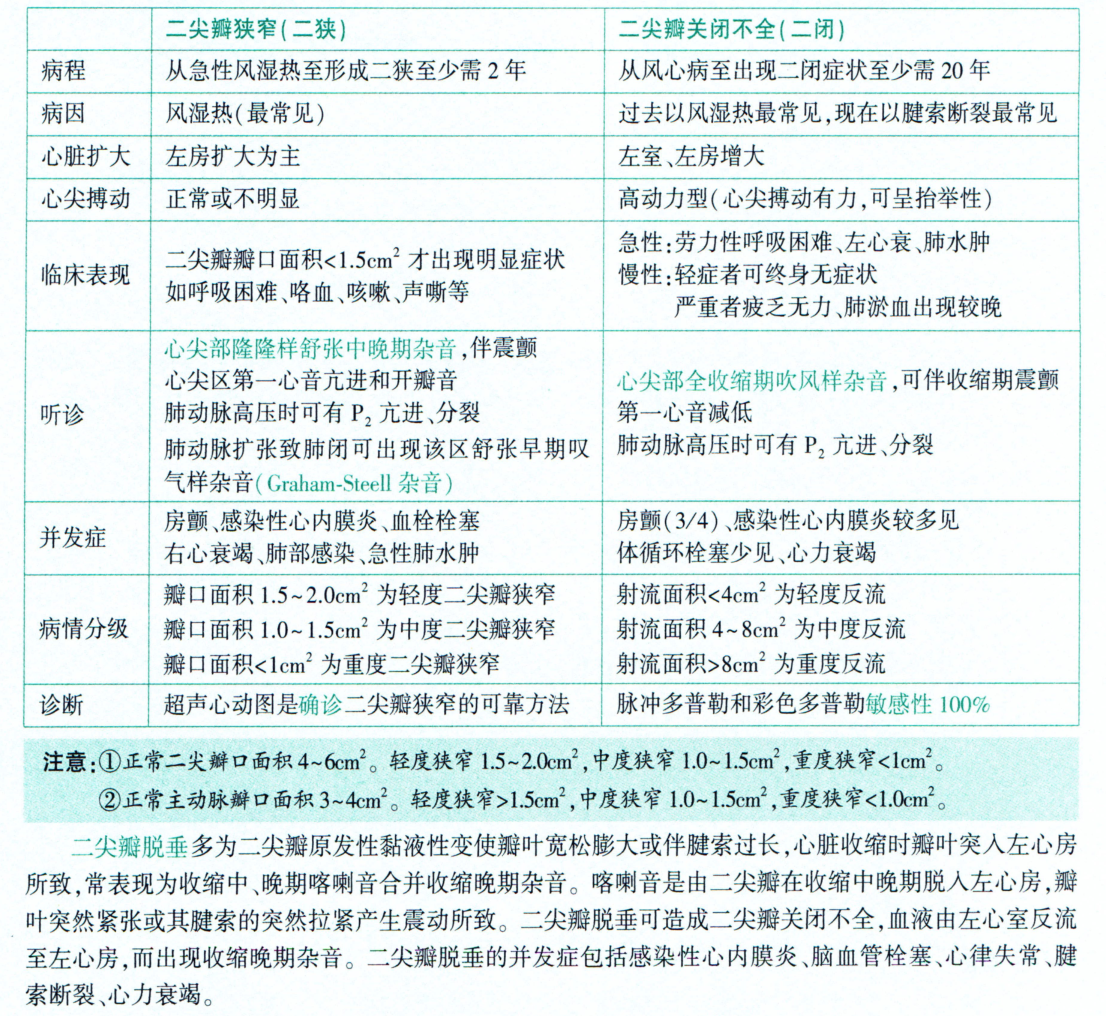 二尖瓣狭窄(二狭) 二尖瓣关闭不全(二闭)
病程 从急性风湿热至形成二狭至少需 2 年 从风心病至出现二闭症状至少需 20 年
病因 风湿热(最常见) 过去以风湿热最常见,现在以腱索断裂最常见
心脏扩大 左房扩大为主 左室、左房增大
心尖搏动 正常或不明显 高动力型(心尖搏动有力,可呈抬举性)
临床表现
二尖瓣瓣口面积<1.5cm² 才出现明显症状
如呼吸困难、咯血、咳嗽、声嘶等
急性:劳力性呼吸困难、左心衰、肺水肿
慢性:轻症者可终身无症状
严重者疲乏无力、肺淤血出现较晚
听诊
心尖部隆隆样舒张中晚期杂音,伴震颤
心尖区第一心音亢进和开瓣音
肺动脉高压时可有 P₂ 亢进、分裂
肺动脉扩张致肺闭可出现该区舒张早期叹
气样杂音(Graham-Steell 杂音)
心尖部全收缩期吹风样杂音,可伴收缩期震颤
第一心音减低
肺动脉高压时可有 P₂ 亢进、分裂
并发症
房颤、感染性心内膜炎、血栓栓塞
右心衰竭、肺部感染、急性肺水肿
房颤(3/4)、感染性心内膜炎较多见
体循环栓塞少见、心力衰竭
病情分级
瓣口面积 1.5~2.0cm² 为轻度二尖瓣狭窄
瓣口面积 1.0~1.5cm² 为中度二尖瓣狭窄
瓣口面积<1cm² 为重度二尖瓣狭窄
射流面积<4cm² 为轻度反流
射流面积 4~8cm² 为中度反流
射流面积>8cm² 为重度反流
诊断 超声心动图是确诊二尖瓣狭窄的可靠方法 脉冲多普勒和彩色多普勒敏感性 100%
注意:①正常二尖瓣口面积 4~6cm²。轻度狭窄 1.5~2.0cm²,中度狭窄 1.0~1.5cm²,重度狭窄<1cm²。
②正常主动脉瓣口面积 3~4cm²。轻度狭窄>1.5cm²,中度狭窄 1.0~1.5cm²,重度狭窄<1.0cm²。
二尖瓣脱垂多为二尖瓣原发性黏液性变使瓣叶宽松膨大或伴腱索过长,心脏收缩时瓣叶突入左心房
所致,常表现为收缩中、晚期喀喇音合并收缩晚期杂音。喀喇音是由二尖瓣在收缩中晚期脱入左心房,瓣
叶突然紧张或其腱索的突然拉紧产生震动所致。二尖瓣脱垂可造成二尖瓣关闭不全,血液由左心室反流
至左心房,而出现收缩晚期杂音。二尖瓣脱垂的并发症包括感染性心内膜炎、脑血管栓塞、心律失常、腱
索断裂、心力衰竭。